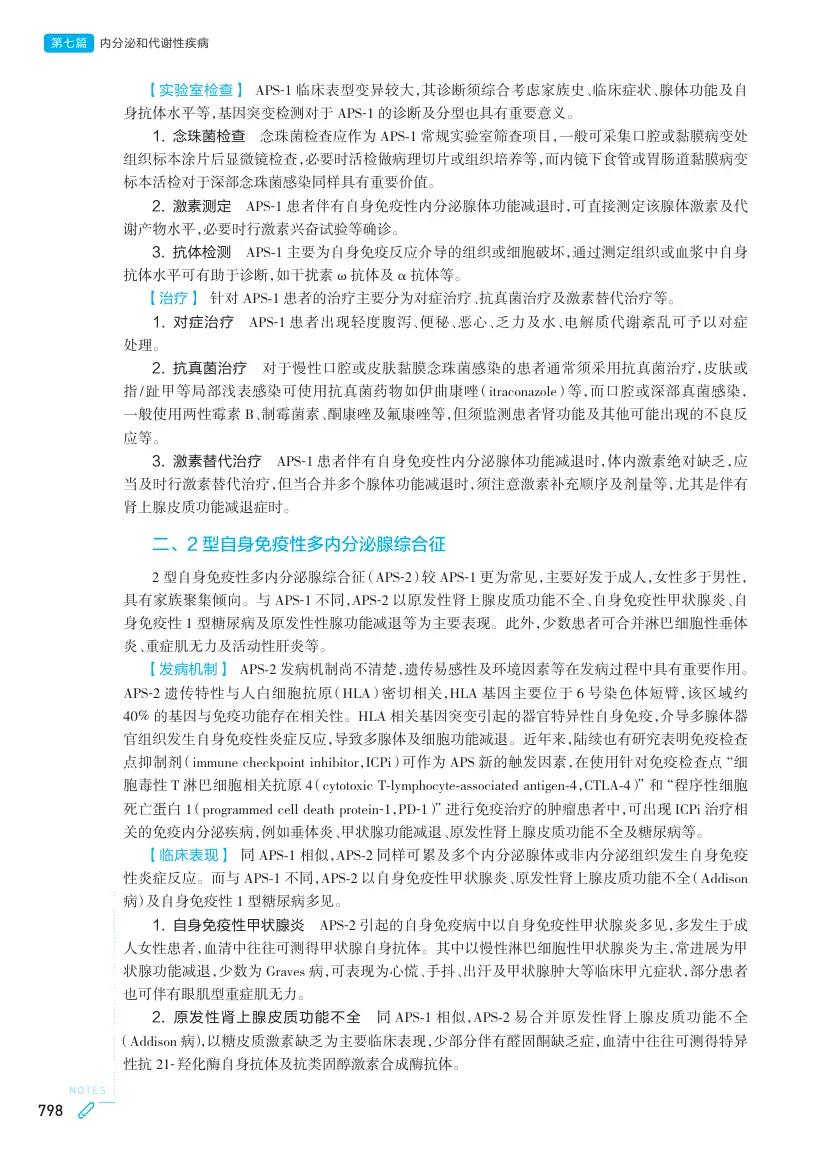 第七篇 内分泌和代谢性疾病
【实验室检查】 APS-1 临床表型变异较大，其诊断须综合考虑家族史、临床症状、腺体功能及自
身抗体水平等，基因突变检测对于 APS-1 的诊断及分型也具有重要意义。
1. 念珠菌检查 念珠菌检查应作为 APS-1 常规实验室筛查项目，一般可采集口腔或黏膜病变处
组织标本涂片后显微镜检查，必要时活检做病理切片或组织培养等，而内镜下食管或胃肠道黏膜病变
标本活检对于深部念珠菌感染同样具有重要价值。
2. 激素测定 APS-1 患者伴有自身免疫性内分泌腺体功能减退时，可直接测定该腺体激素及代
谢产物水平，必要时行激素兴奋试验等确诊。
3. 抗体检测 APS-1 主要为自身免疫反应介导的组织或细胞破坏，通过测定组织或血浆中自身
抗体水平可有助于诊断，如干扰素 ω 抗体及 α 抗体等。
【治疗】 针对 APS-1 患者的治疗主要分为对症治疗、抗真菌治疗及激素替代治疗等。
1. 对症治疗 APS-1 患者出现轻度腹泻、便秘、恶心、乏力及水、电解质代谢紊乱可予以对症
处理。
2. 抗真菌治疗 对于慢性口腔或皮肤黏膜念珠菌感染的患者通常须采用抗真菌治疗，皮肤或
指/趾甲等局部浅表感染可使用抗真菌药物如伊曲康唑（itraconazole）等，而口腔或深部真菌感染，
一般使用两性霉素 B、制霉菌素、酮康唑及氟康唑等，但须监测患者肾功能及其他可能出现的不良反
应等。
3. 激素替代治疗 APS-1 患者伴有自身免疫性内分泌腺体功能减退时，体内激素绝对缺乏，应
当及时行激素替代治疗，但当合并多个腺体功能减退时，须注意激素补充顺序及剂量等，尤其是伴有
肾上腺皮质功能减退症时。
二、2 型自身免疫性多内分泌腺综合征
2 型自身免疫性多内分泌腺综合征（APS-2）较 APS-1 更为常见，主要好发于成人，女性多于男性，
具有家族聚集倾向。与 APS-1 不同，APS-2 以原发性肾上腺皮质功能不全、自身免疫性甲状腺炎、自
身免疫性 1 型糖尿病及原发性性腺功能减退等为主要表现。此外，少数患者可合并淋巴细胞性垂体
炎、重症肌无力及活动性肝炎等。
【发病机制】 APS-2 发病机制尚不清楚，遗传易感性及环境因素等在发病过程中具有重要作用。
APS-2 遗传特性与人白细胞抗原（HLA）密切相关，HLA 基因主要位于 6 号染色体短臂，该区域约
40% 的基因与免疫功能存在相关性。HLA 相关基因突变引起的器官特异性自身免疫，介导多腺体器
官组织发生自身免疫性炎症反应，导致多腺体及细胞功能减退。近年来，陆续也有研究表明免疫检查
点抑制剂（immune checkpoint inhibitor，ICPi）可作为 APS 新的触发因素，在使用针对免疫检查点 “细
胞毒性 T 淋巴细胞相关抗原 4（cytotoxic T-lymphocyte-associated antigen-4，CTLA-4）” 和 “程序性细胞
死亡蛋白 1（programmed cell death protein-1，PD-1）” 进行免疫治疗的肿瘤患者中，可出现 ICPi 治疗相
关的免疫内分泌疾病，例如垂体炎、甲状腺功能减退、原发性肾上腺皮质功能不全及糖尿病等。
【临床表现】 同 APS-1 相似，APS-2 同样可累及多个内分泌腺体或非内分泌组织发生自身免疫
性炎症反应。而与 APS-1 不同，APS-2 以自身免疫性甲状腺炎、原发性肾上腺皮质功能不全（Addison
病）及自身免疫性 1 型糖尿病多见。
1. 自身免疫性甲状腺炎 APS-2 引起的自身免疫病中以自身免疫性甲状腺炎多见，多发生于成
人女性患者，血清中往往可测得甲状腺自身抗体。其中以慢性淋巴细胞性甲状腺炎为主，常进展为甲
状腺功能减退，少数为 Graves 病，可表现为心慌、手抖、出汗及甲状腺肿大等临床甲亢症状，部分患者
也可伴有眼肌型重症肌无力。
2. 原发性肾上腺皮质功能不全 同 APS-1 相似，APS-2 易合并原发性肾上腺皮质功能不全
（Addison 病），以糖皮质激素缺乏为主要临床表现，少部分伴有醛固酮缺乏症，血清中往往可测得特异
性抗 21- 羟化酶自身抗体及抗类固醇激素合成酶抗体。
NOTES
798